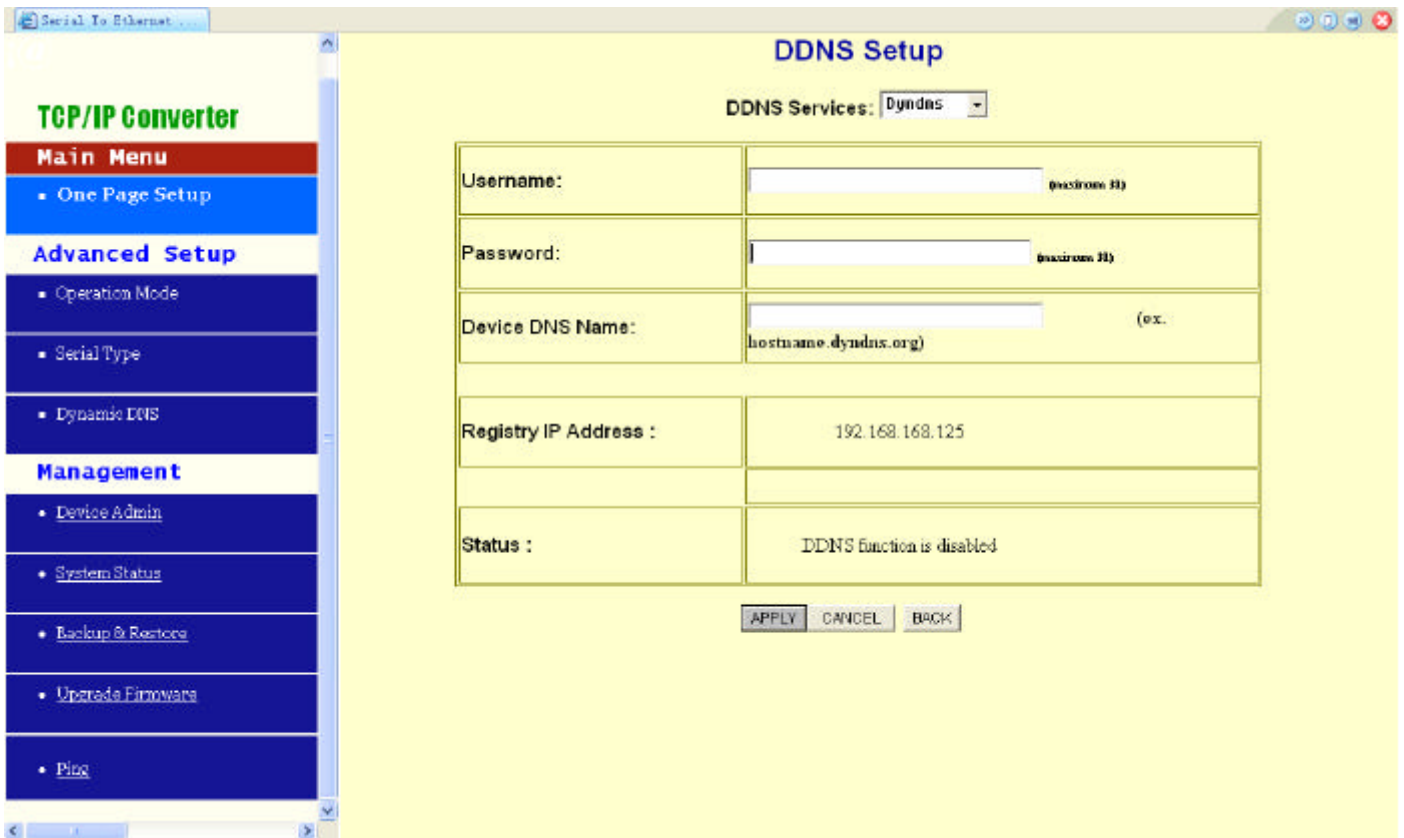 Serial To Ethernet ...
TCP/IP Converter
Main Menu
One Page Setup
Advanced Setup
Operation Mode
Serial Type
Dynamic DNS
Management
Device Admin
System Status
Backup & Restore
Upgrade Firmware
Ping
DDNS Setup
DDNS Services: Dyndns
Username: (maximum
Password: (maximum
Device DNS Name: (ex.
hostname.dyndns.org)
Registry IP Address : 192.168.168.125
Status : DDNS function is disabled
APPLY CANCEL BACK